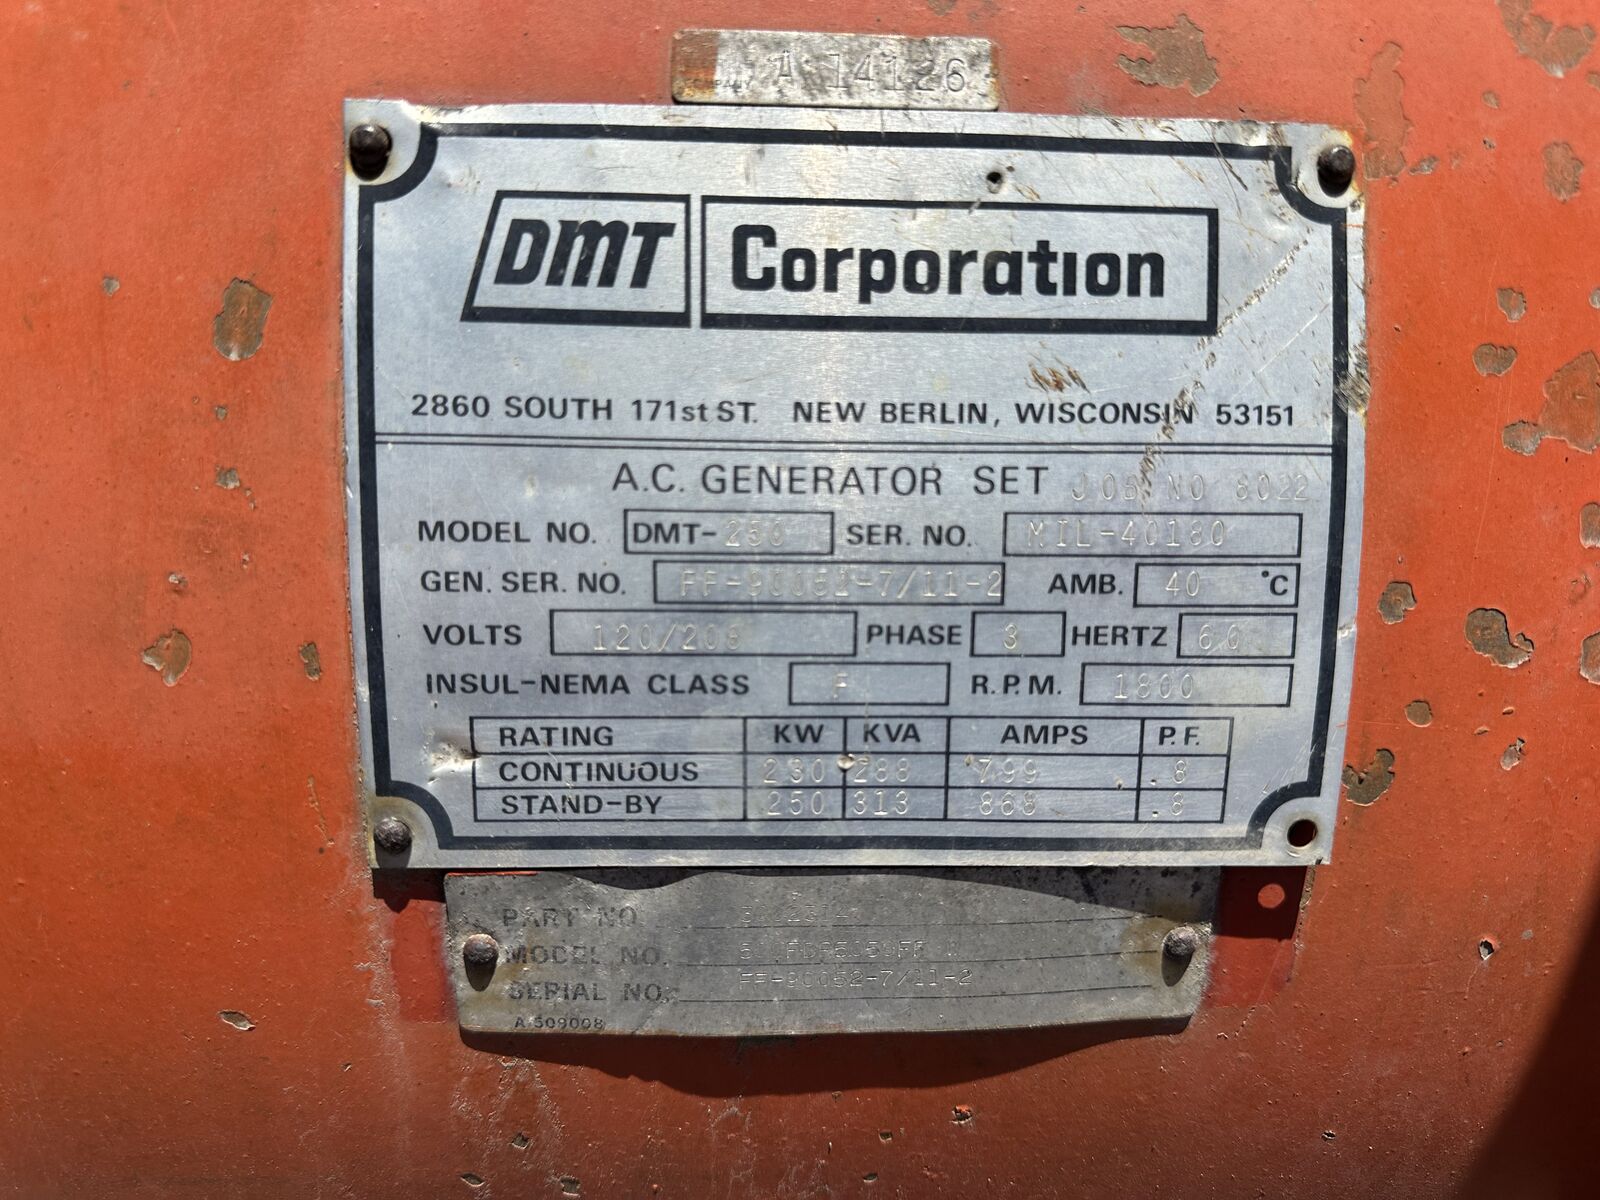 A 14126
DMT Corporation
2860 SOUTH 171st ST. NEW BERLIN, WISCONSIN 53151
A.C. GENERATOR SET JOB NO 8022
MODEL NO. DMT-250 SER. NO. MIL-40180
GEN. SER. NO. FF-90052-7/11-2 AMB. 40 °C
VOLTS 120/208 PHASE 3 HERTZ 60
INSUL-NEMA CLASS F R.P.M. 1800
RATING KW KVA AMPS P.F.
CONTINUOUS 230 288 799 .8
STAND-BY 250 313 868 .8
PART NO.
MODEL NO.
SERIAL NO. FF-90052-7/11-2
A 509008